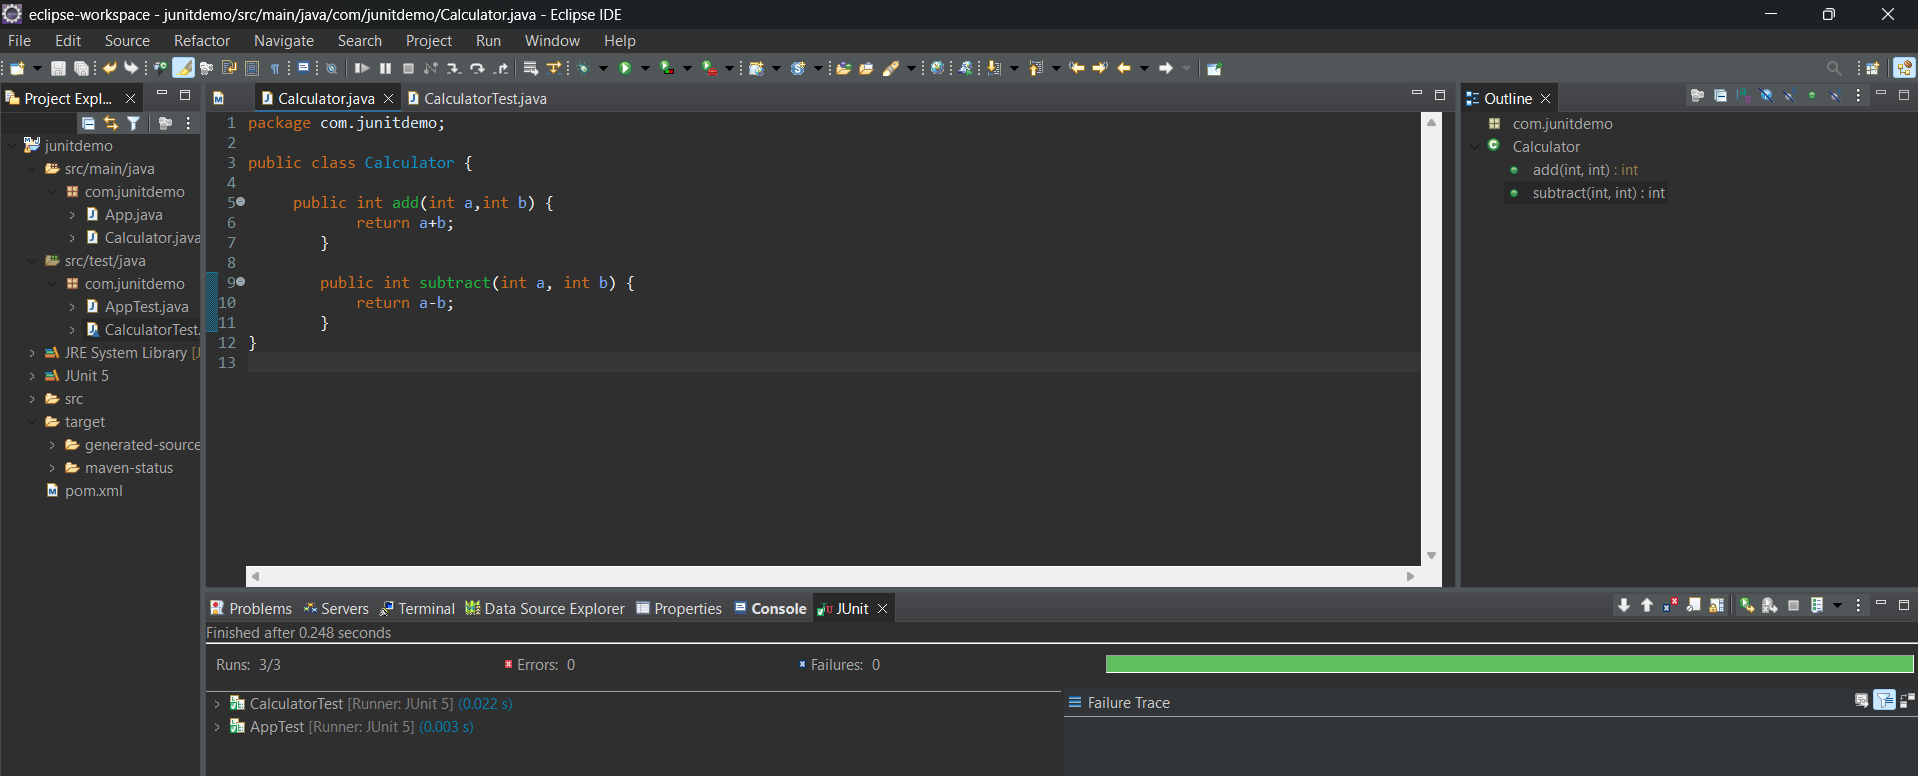 eclipse-workspace - junitdemo/src/main/java/com/junitdemo/Calculator.java - Eclipse IDE
File Edit Source Refactor Navigate Search Project Run Window Help
Project Expl...
junitdemo
src/main/java
com.junitdemo
App.java
Calculator.java
src/test/java
com.junitdemo
AppTest.java
CalculatorTest.
JRE System Library [J
JUnit 5
src
target
generated-source
maven-status
pom.xml
Calculator.java CalculatorTest.java
1 package com.junitdemo;
2
3 public class Calculator {
4
5 public int add(int a,int b) {
6 return a+b;
7 }
8
9 public int subtract(int a, int b) {
10 return a-b;
11 }
12 }
13
Outline
com.junitdemo
Calculator
add(int, int) : int
subtract(int, int) : int
Problems Servers Terminal Data Source Explorer Properties Console JUnit
Finished after 0.248 seconds
Runs: 3/3 Errors: 0 Failures: 0
CalculatorTest [Runner: JUnit 5] (0.022 s)
AppTest [Runner: JUnit 5] (0.003 s)
Failure Trace